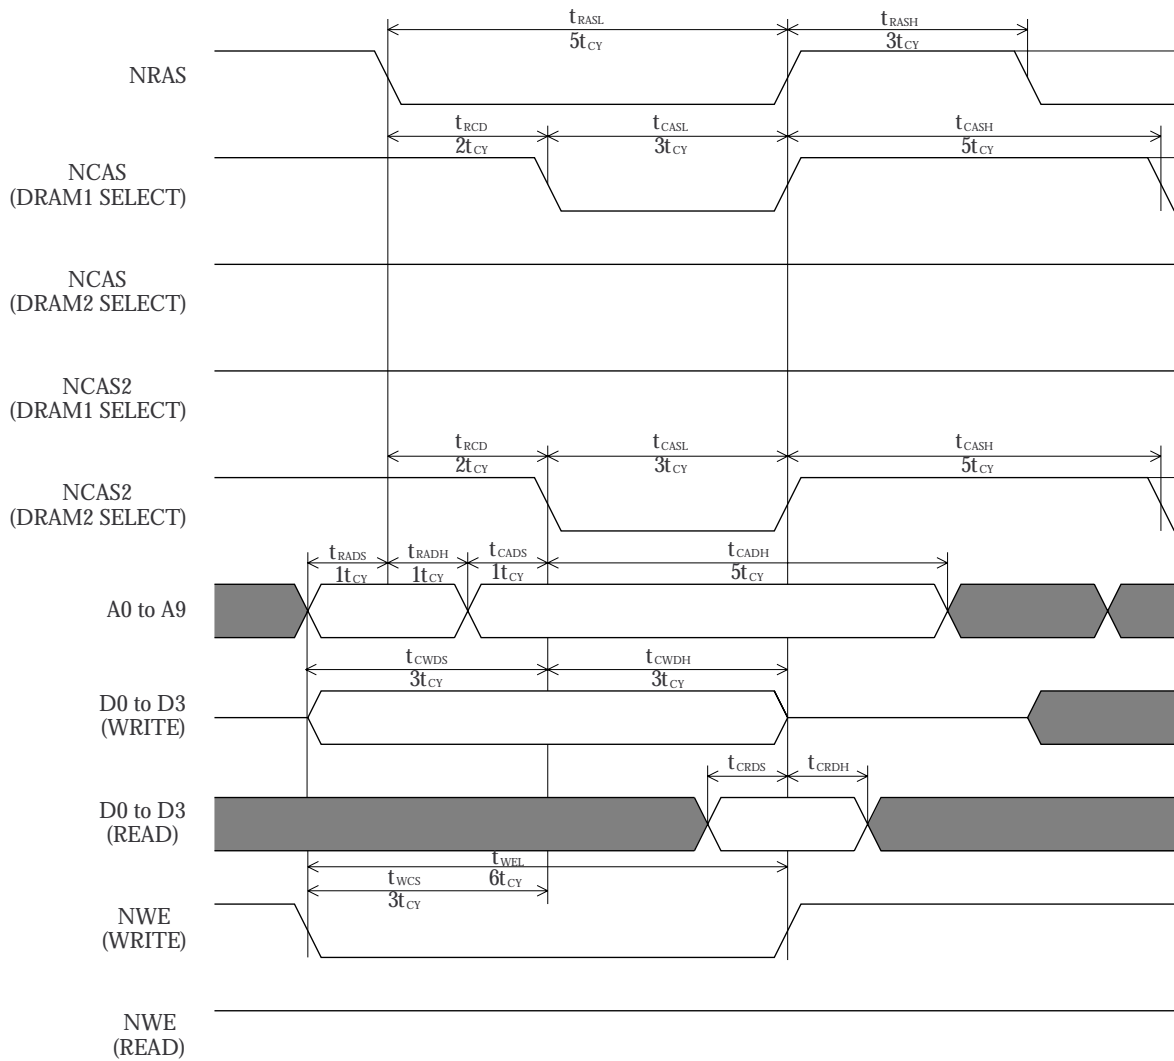 tRASL tRASH
5tCY 3tCY
NRAS
tRCD tCASL tCASH
2tCY 3tCY 5tCY
NCAS
(DRAM1 SELECT)
NCAS
(DRAM2 SELECT)
NCAS2
(DRAM1 SELECT)
tRCD tCASL tCASH
2tCY 3tCY 5tCY
NCAS2
(DRAM2 SELECT)
tRADS tRADH tCADS tCADH
1tCY 1tCY 1tCY 5tCY
A0 to A9
tCWDS tCWDH
3tCY 3tCY
D0 to D3
(WRITE)
tCRDS tCRDH
D0 to D3
(READ)
tWEL
tWCS 6tCY
3tCY
NWE
(WRITE)
NWE
(READ)